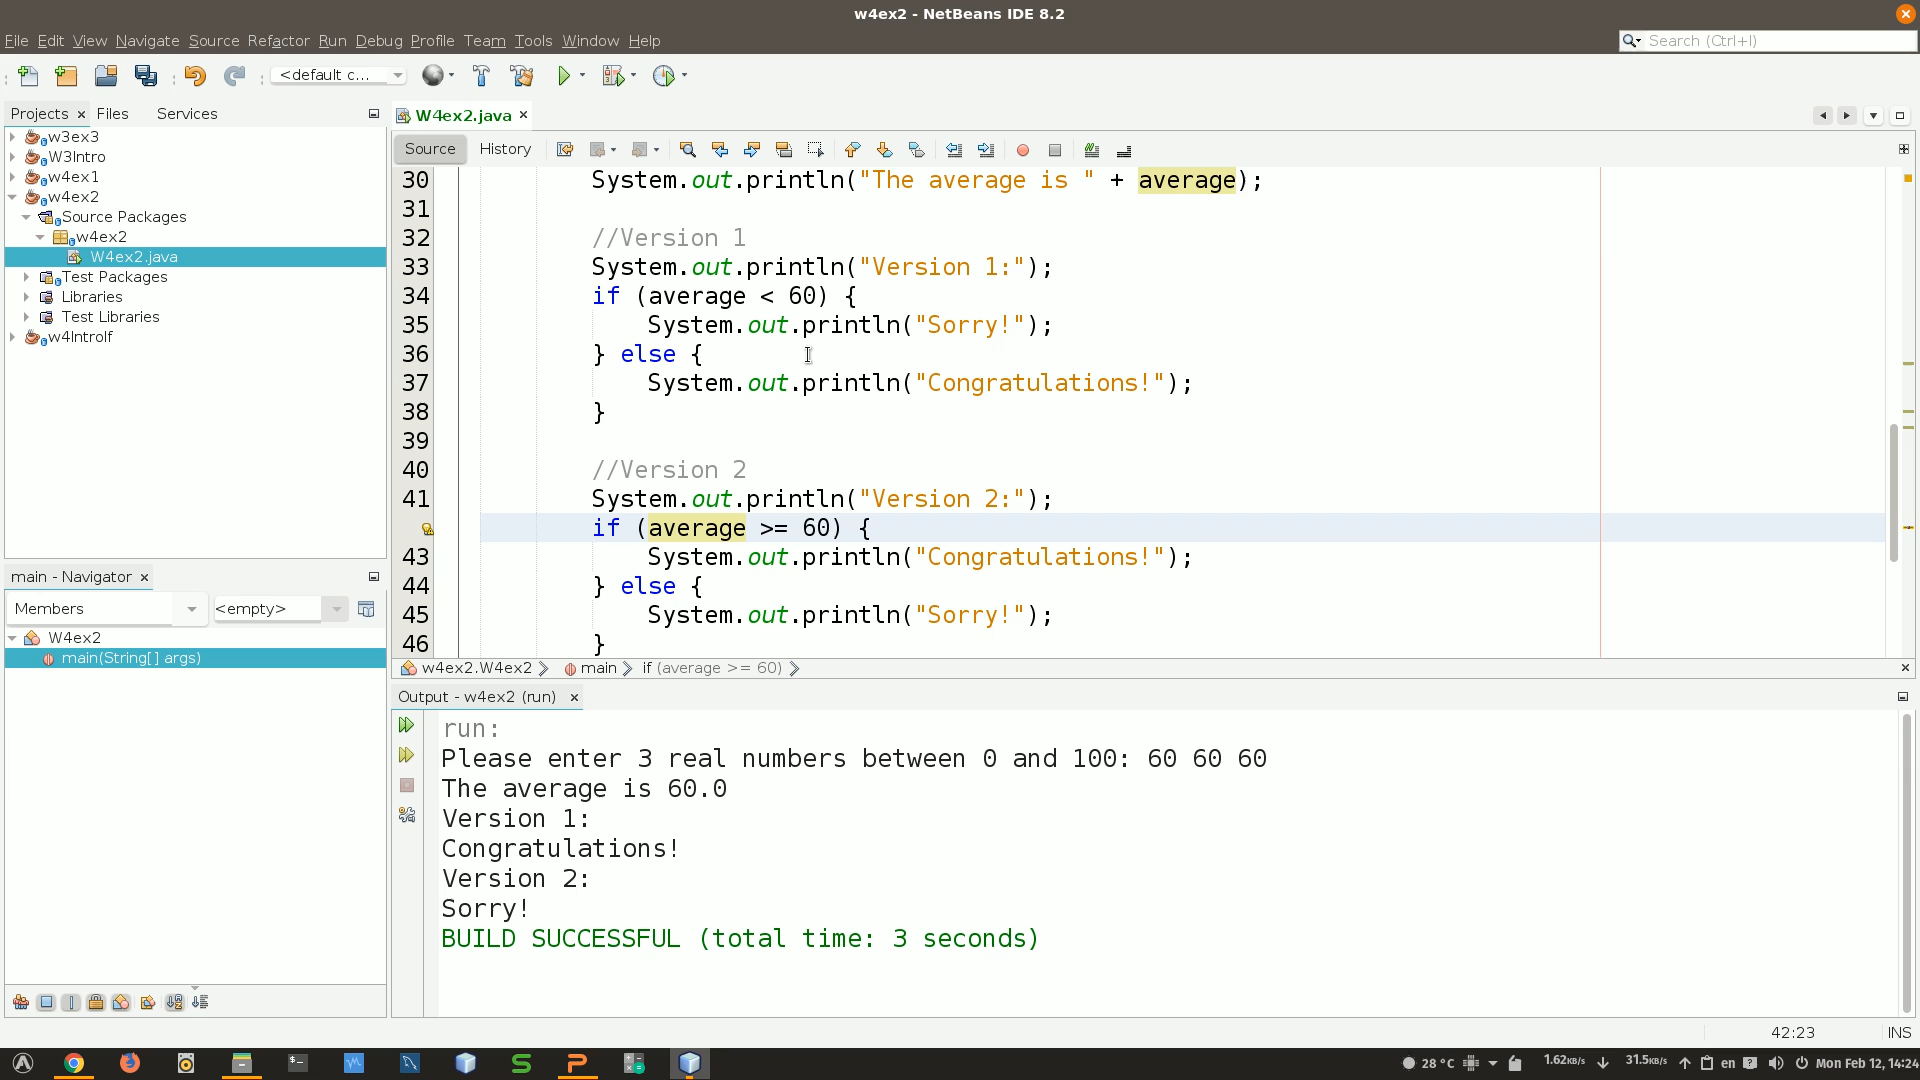 w4ex2 - NetBeans IDE 8.2
File Edit View Navigate Source Refactor Run Debug Profile Team Tools Window Help
Search (Ctrl+I)
<default c...
Projects Files Services
w3ex3
W3Intro
w4ex1
w4ex2
Source Packages
w4ex2
W4ex2.java
Test Packages
Libraries
Test Libraries
w4IntroIf
main - Navigator
Members <empty>
W4ex2
main(String[] args)
W4ex2.java
Source History
30 System.out.println("The average is " + average);
31
32 //Version 1
33 System.out.println("Version 1:");
34 if (average < 60) {
35 System.out.println("Sorry!");
36 } else {
37 System.out.println("Congratulations!");
38 }
39
40 //Version 2
41 System.out.println("Version 2:");
if (average >= 60) {
43 System.out.println("Congratulations!");
44 } else {
45 System.out.println("Sorry!");
46 }
w4ex2.W4ex2 main if (average >= 60)
Output - w4ex2 (run)
run:
Please enter 3 real numbers between 0 and 100: 60 60 60
The average is 60.0
Version 1:
Congratulations!
Version 2:
Sorry!
BUILD SUCCESSFUL (total time: 3 seconds)
42:23 INS
28 °C 1.62KB/s 31.5KB/s en Mon Feb 12, 14:24